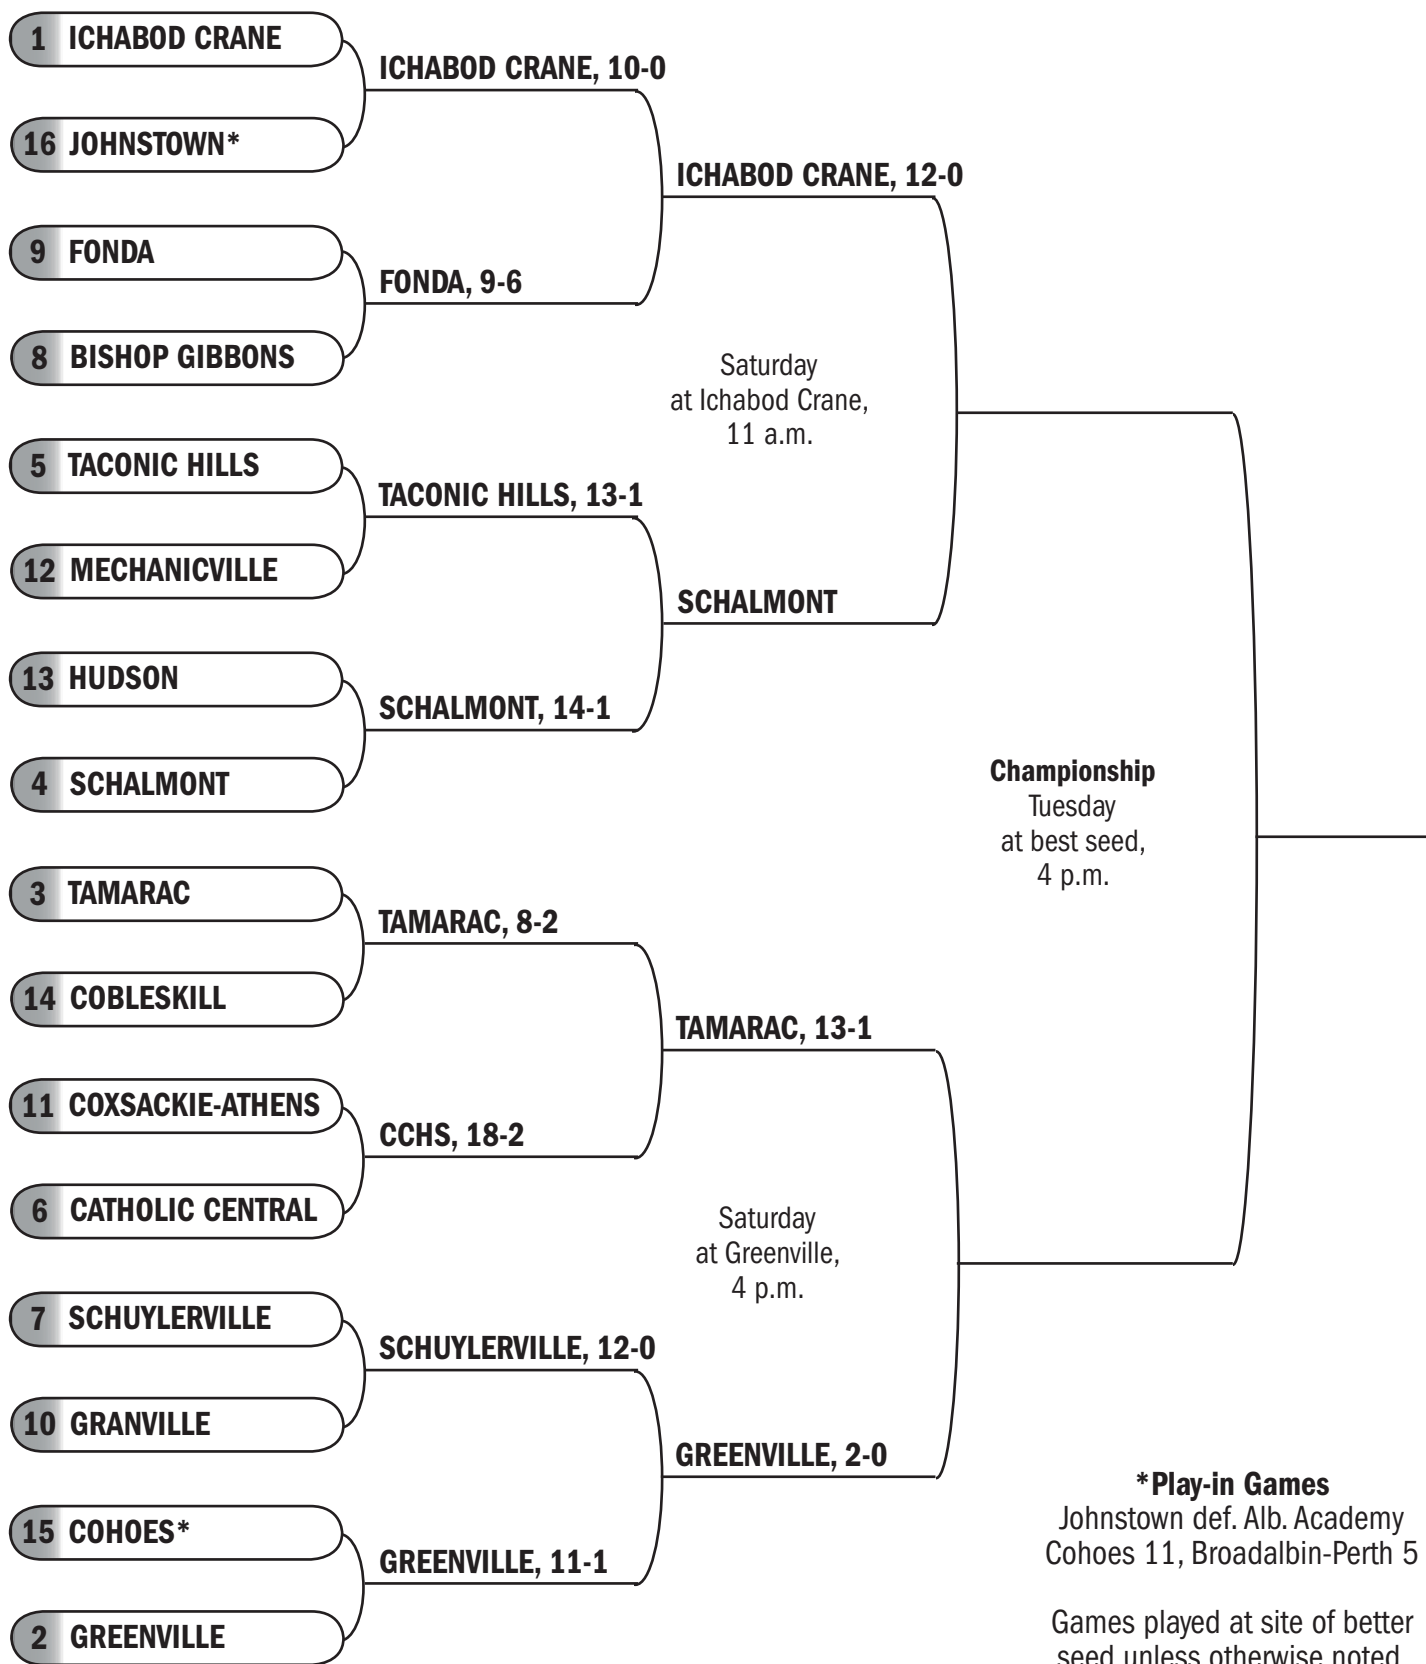 1 ICHABOD CRANE
ICHABOD CRANE, 10-0
16 JOHNSTOWN*
ICHABOD CRANE, 12-0
9 FONDA
FONDA, 9-6
8 BISHOP GIBBONS
Saturday
at Ichabod Crane,
11 a.m.
5 TACONIC HILLS
TACONIC HILLS, 13-1
12 MECHANICVILLE
SCHALMONT
13 HUDSON
SCHALMONT, 14-1
4 SCHALMONT
Championship
Tuesday
at best seed,
4 p.m.
3 TAMARAC
TAMARAC, 8-2
14 COBLESKILL
TAMARAC, 13-1
11 COXSACKIE-ATHENS
CCHS, 18-2
6 CATHOLIC CENTRAL
Saturday
at Greenville,
4 p.m.
7 SCHUYLERVILLE
SCHUYLERVILLE, 12-0
10 GRANVILLE
GREENVILLE, 2-0
15 COHOES*
GREENVILLE, 11-1
2 GREENVILLE
*Play-in Games
Johnstown def. Alb. Academy
Cohoes 11, Broadalbin-Perth 5
Games played at site of better
seed unless otherwise noted